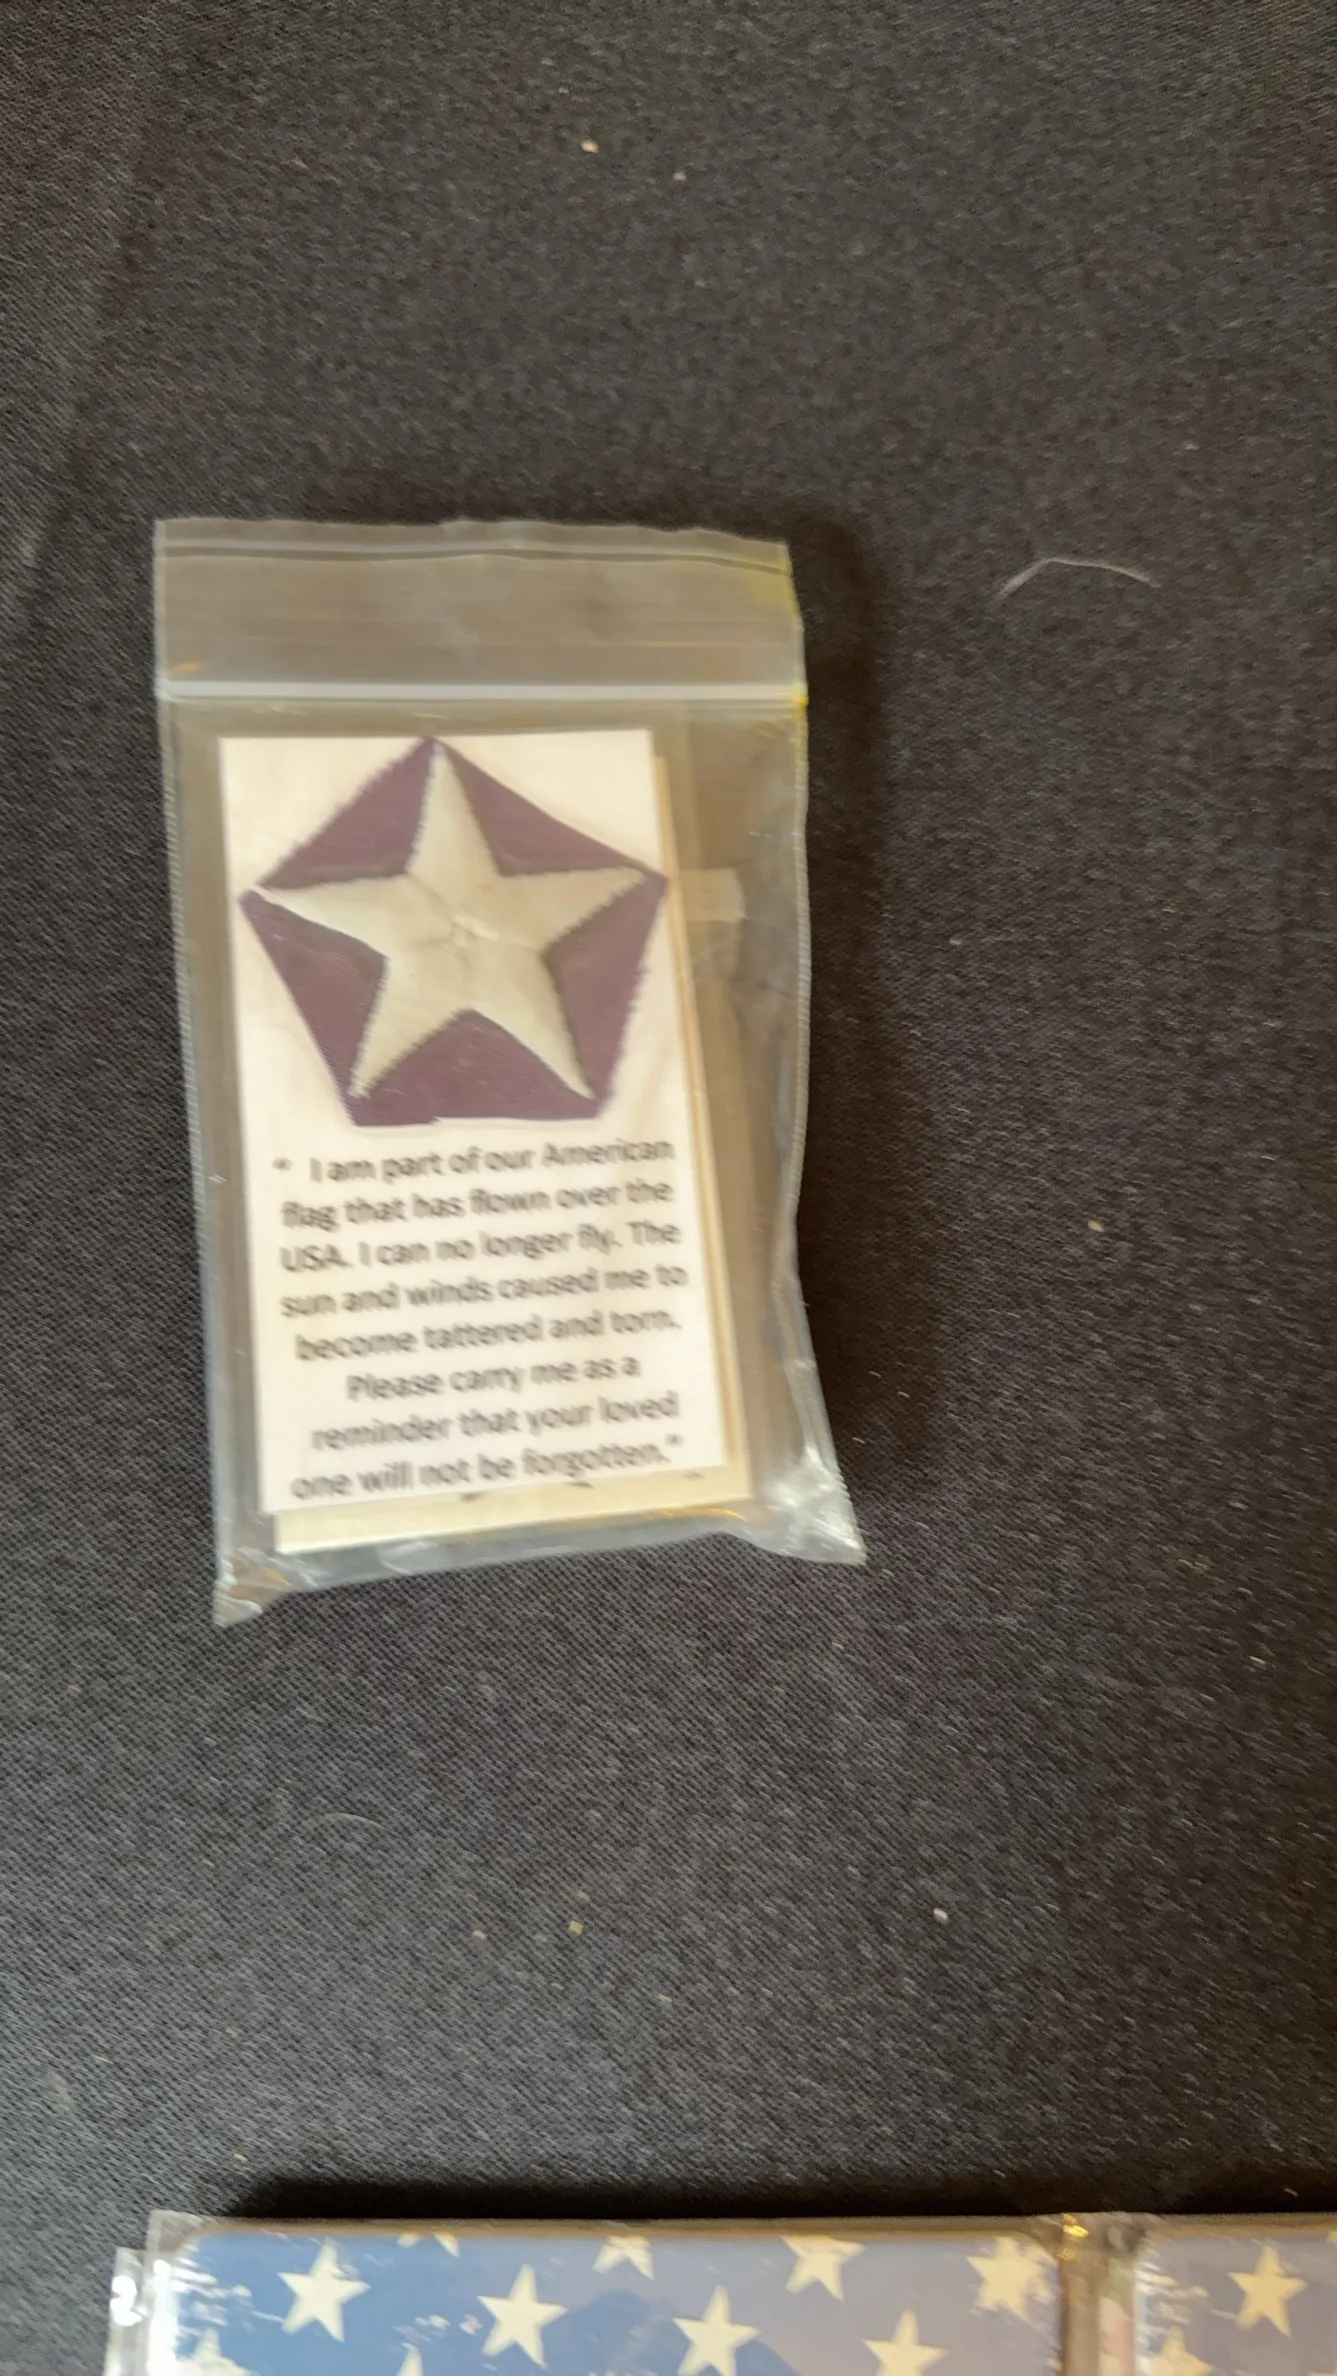 " I am part of our American
flag that has flown over the
USA. I can no longer fly. The
sun and winds caused me to
become tattered and torn.
Please carry me as a
reminder that your loved
one will not be forgotten."